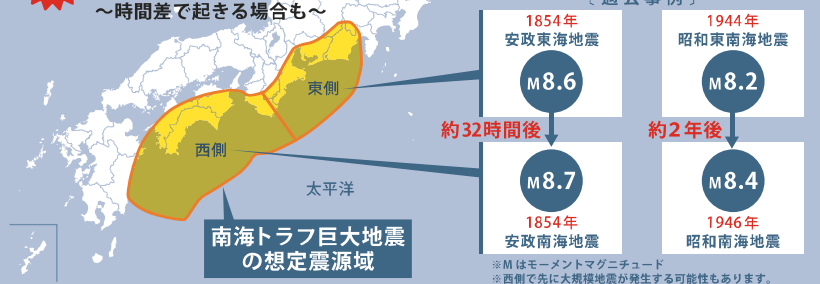 ～時間差で起きる場合も～
過去事例
東側
西側
太平洋
南海トラフ巨大地震
の想定震源域
1854年
安政東海地震
M8.6
約32時間後
M8.7
1854年
安政南海地震
1944年
昭和東南海地震
M8.2
約2年後
M8.4
1946年
昭和南海地震
※Mはモーメントマグニチュード
※西側で先に大規模地震が発生する可能性もあります。